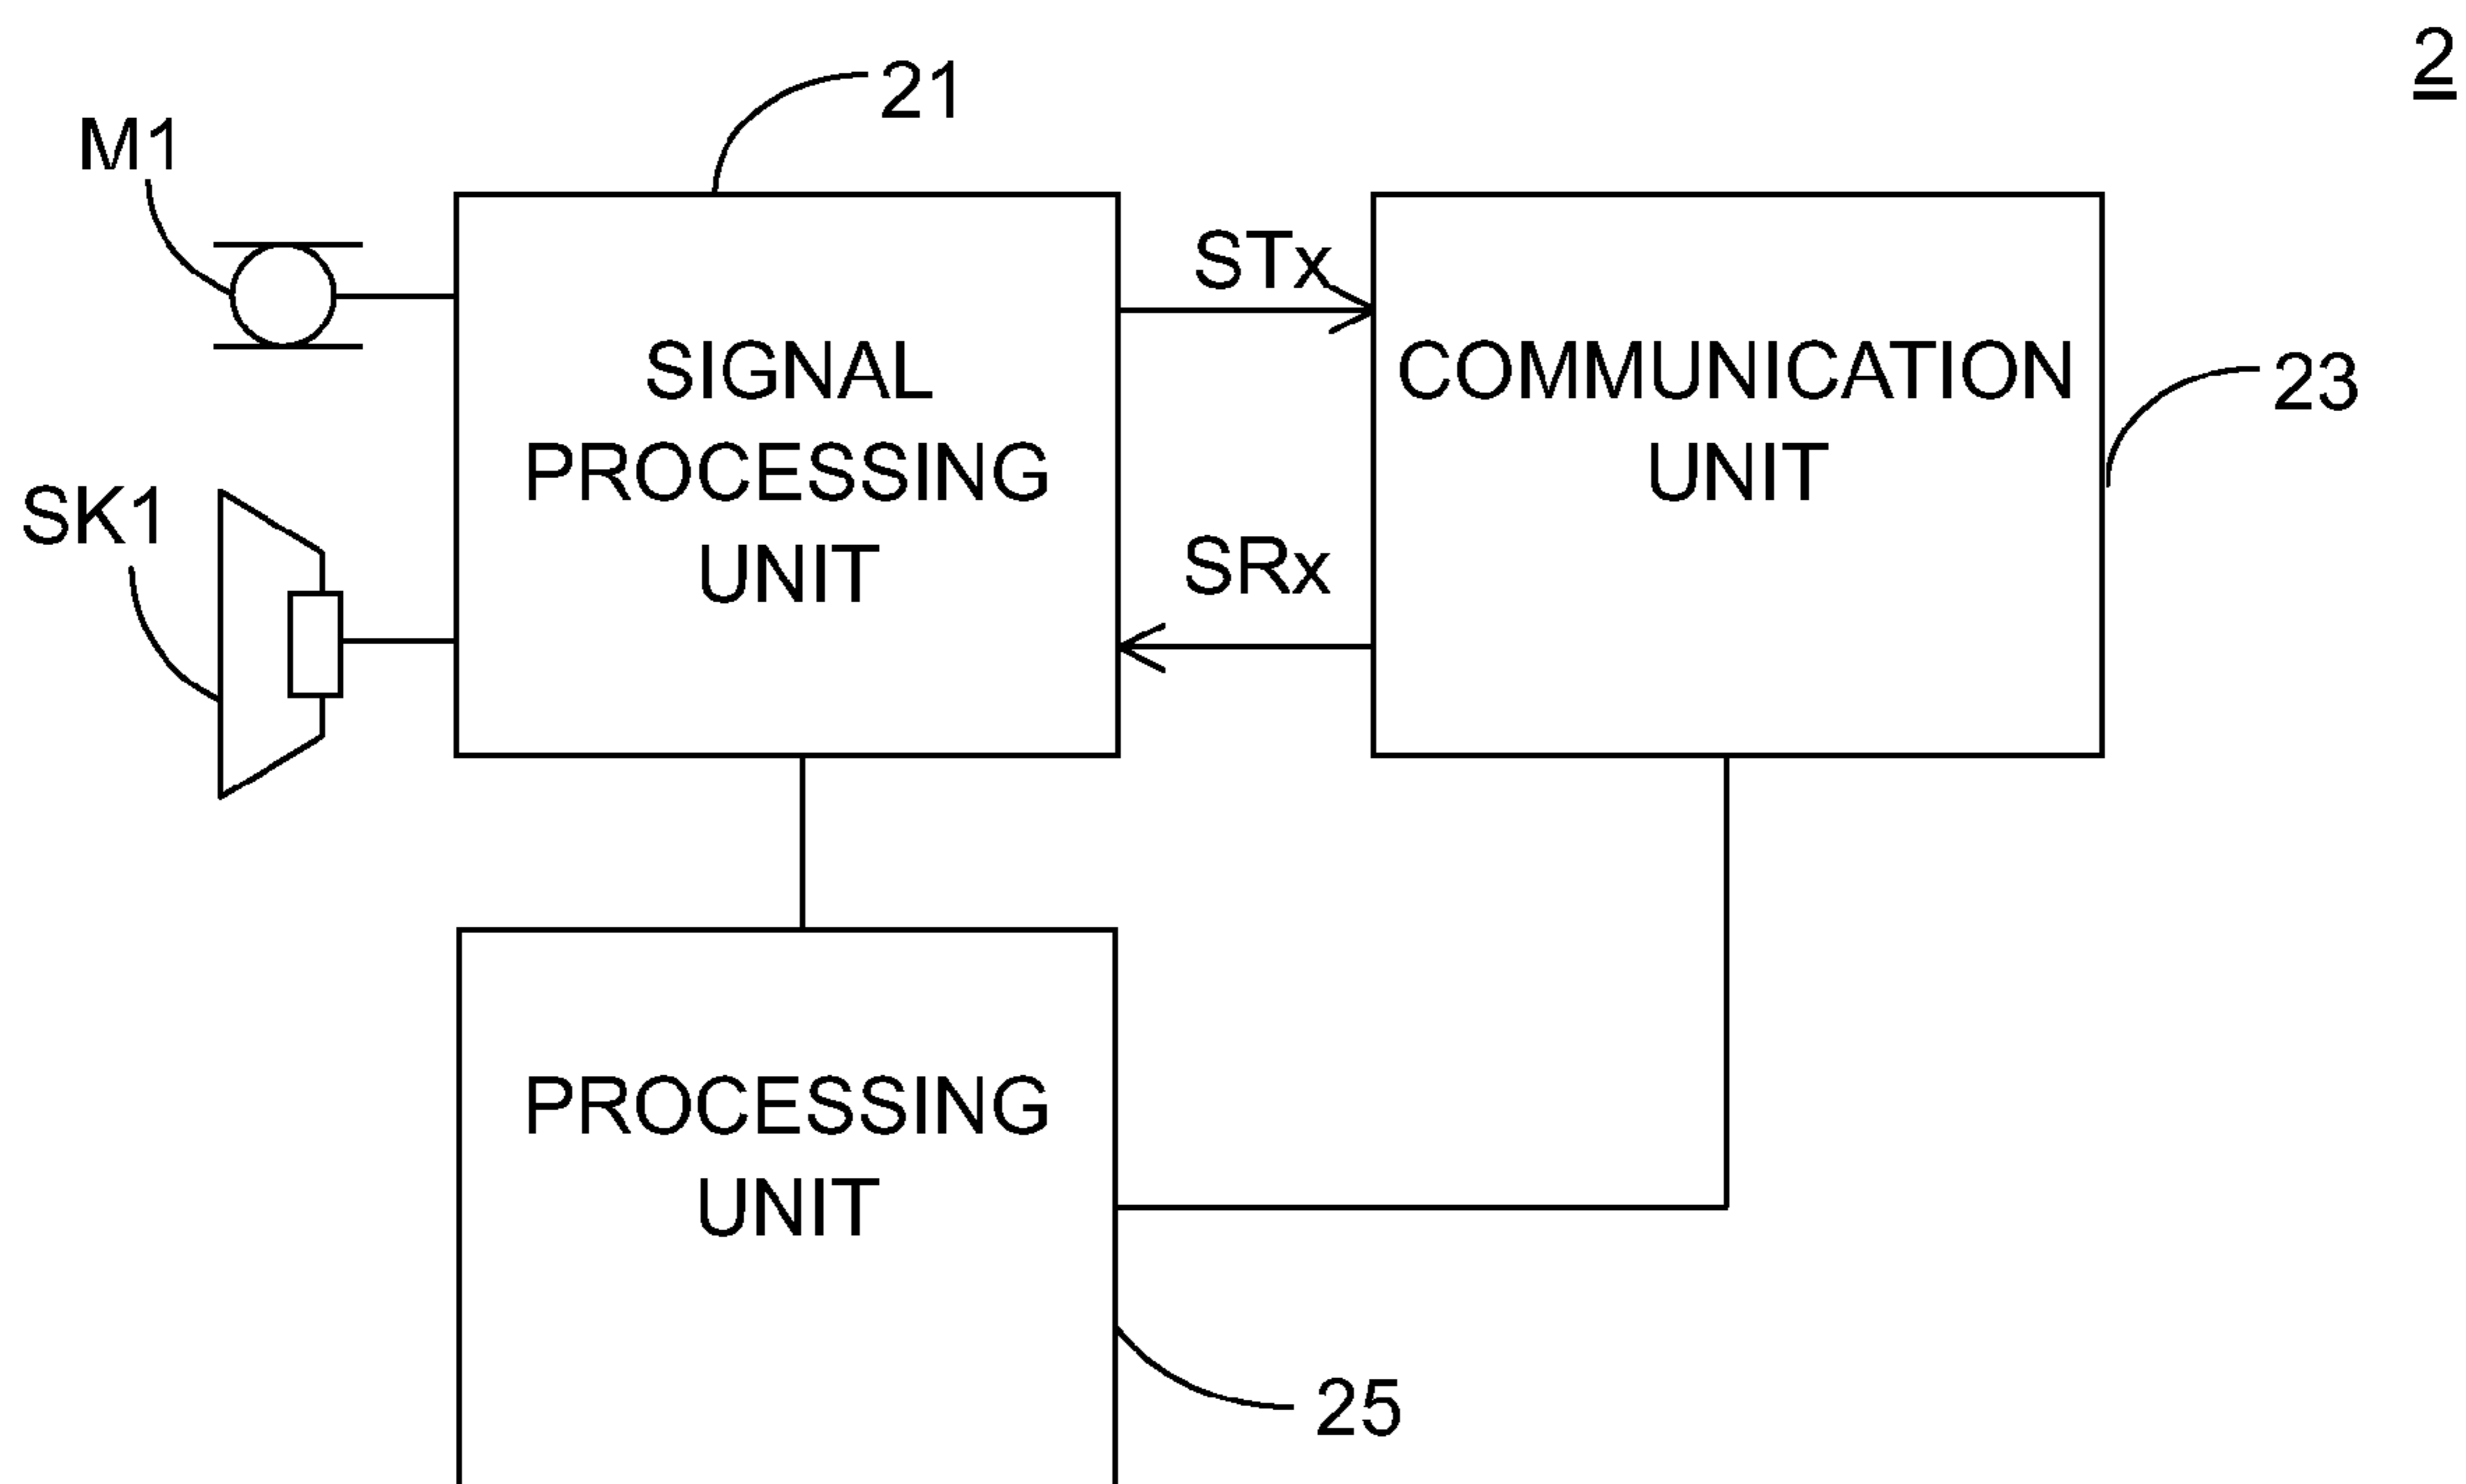 2
21
M1
STx
SIGNAL
PROCESSING
UNIT
COMMUNICATION
UNIT
23
SK1
SRx
PROCESSING
UNIT
25